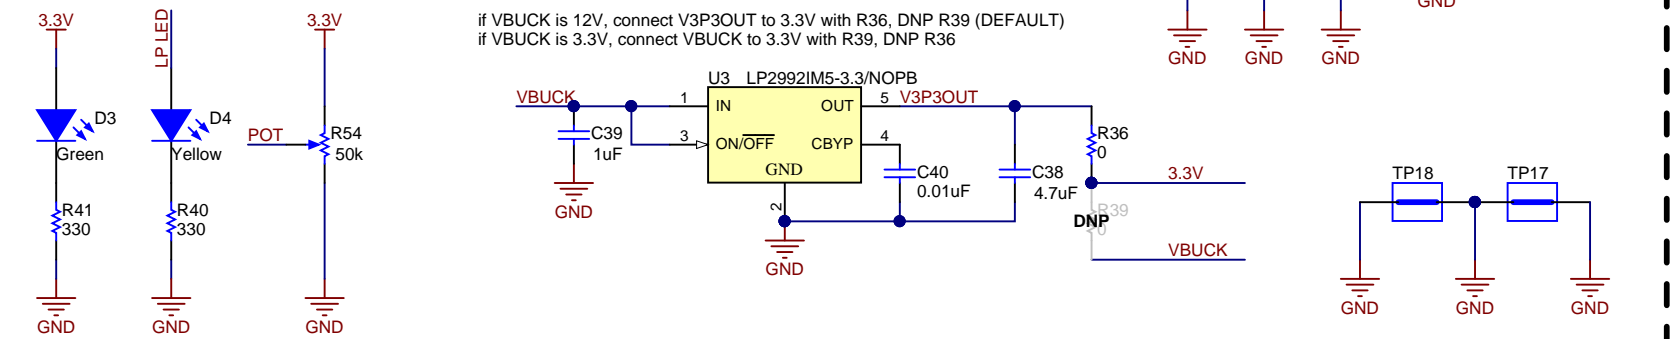 3.3V
LP LED
3.3V
if VBUCK is 12V, connect V3P3OUT to 3.3V with R36, DNP R39 (DEFAULT)
if VBUCK is 3.3V, connect VBUCK to 3.3V with R39, DNP R36
GND
GND
GND
GND
D3
Green
R41
330
GND
D4
Yellow
R40
330
GND
POT
R54
50k
GND
U3 LP2992IM5-3.3/NOPB
VBUCK
C39
1uF
GND
1
IN
3
ON/OFF
OUT
5
V3P3OUT
CBYP
4
GND
2
GND
C40
0.01uF
C38
4.7uF
R36
0
3.3V
R39
0
DNP
VBUCK
TP18
TP17
GND
GND
GND